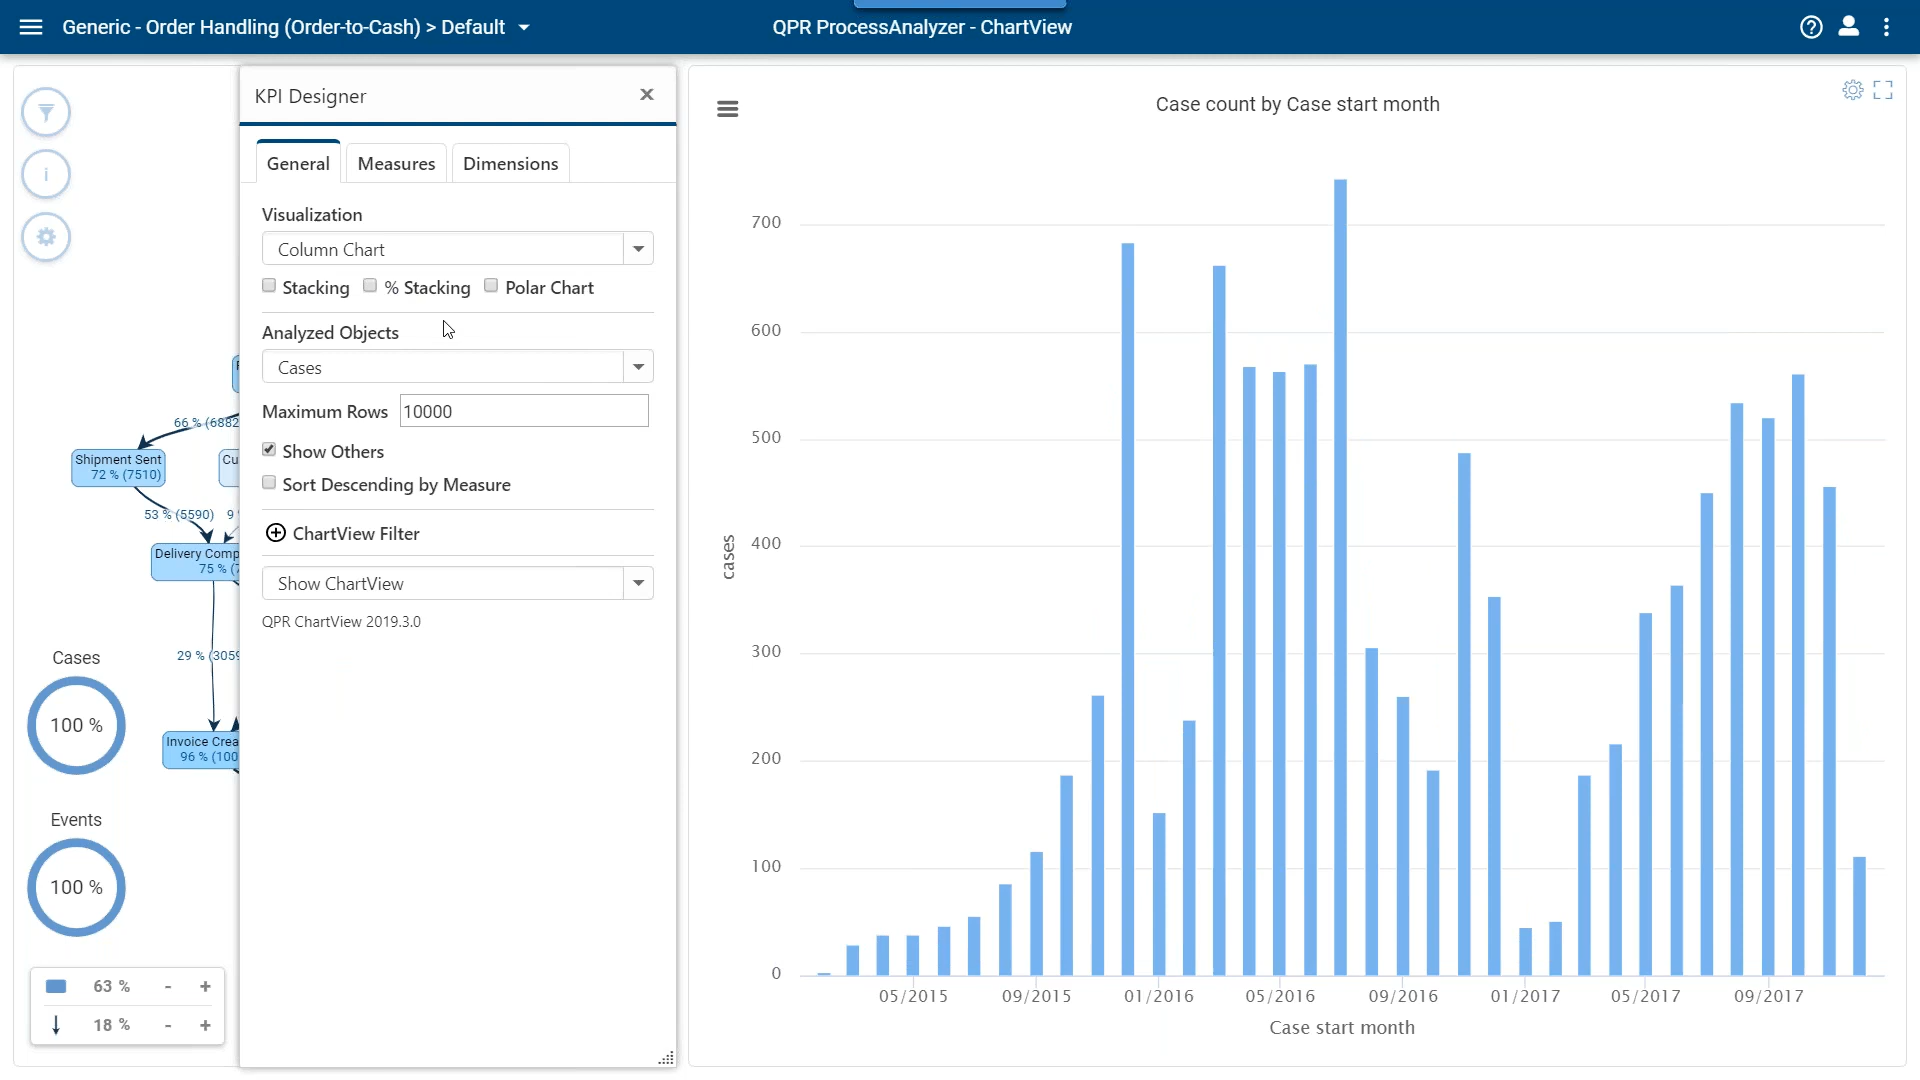 Generic - Order Handling (Order-to-Cash) > Default
QPR ProcessAnalyzer - ChartView
KPI Designer
General
Measures
Dimensions
Visualization
Column Chart
Stacking
% Stacking
Polar Chart
Analyzed Objects
Cases
Maximum Rows
10000
Show Others
Sort Descending by Measure
ChartView Filter
Show ChartView
QPR ChartView 2019.3.0
66 % (6882
Shipment Sent
72 % (7510)
Cu
53 % (5590)
9
Delivery Comp
75 % (7
29 % (3059
Invoice Crea
96 % (100
Cases
100 %
Events
100 %
63 % - +
18 % - +
Case count by Case start month
700
600
500
400
300
200
100
0
cases
05/2015
09/2015
01/2016
05/2016
09/2016
01/2017
05/2017
09/2017
Case start month